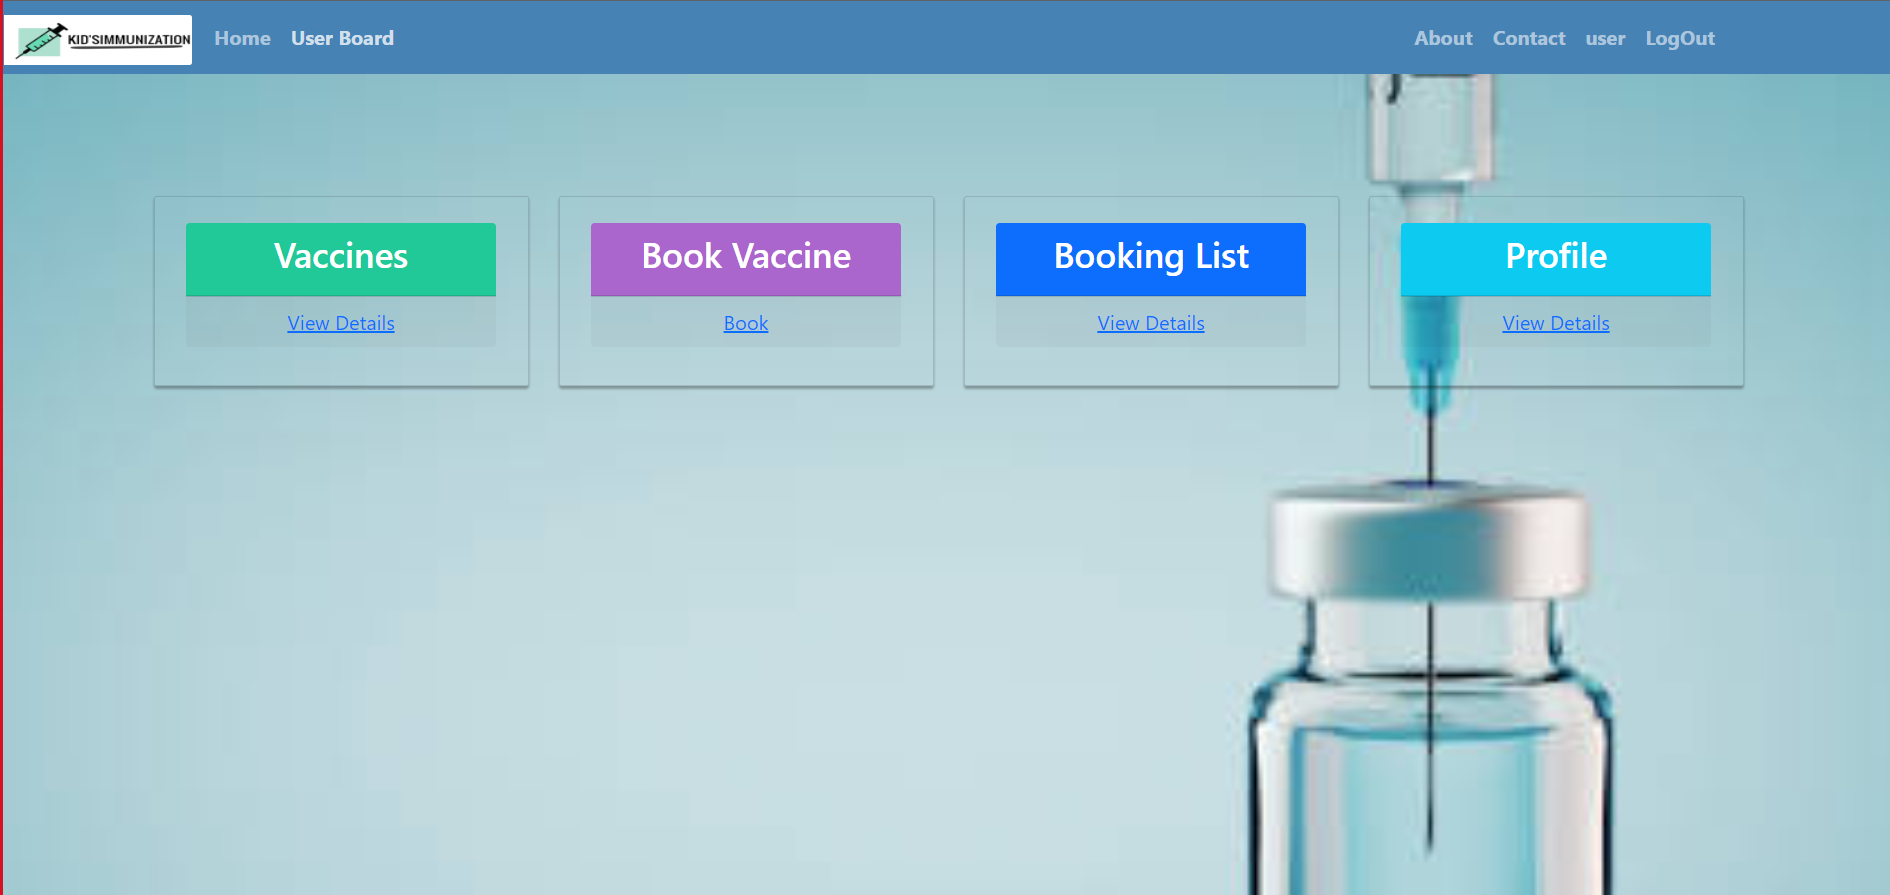 KID'SIMMUNIZATION
Home User Board About Contact user LogOut
Vaccines Book Vaccine Booking List Profile
View Details Book View Details View Details